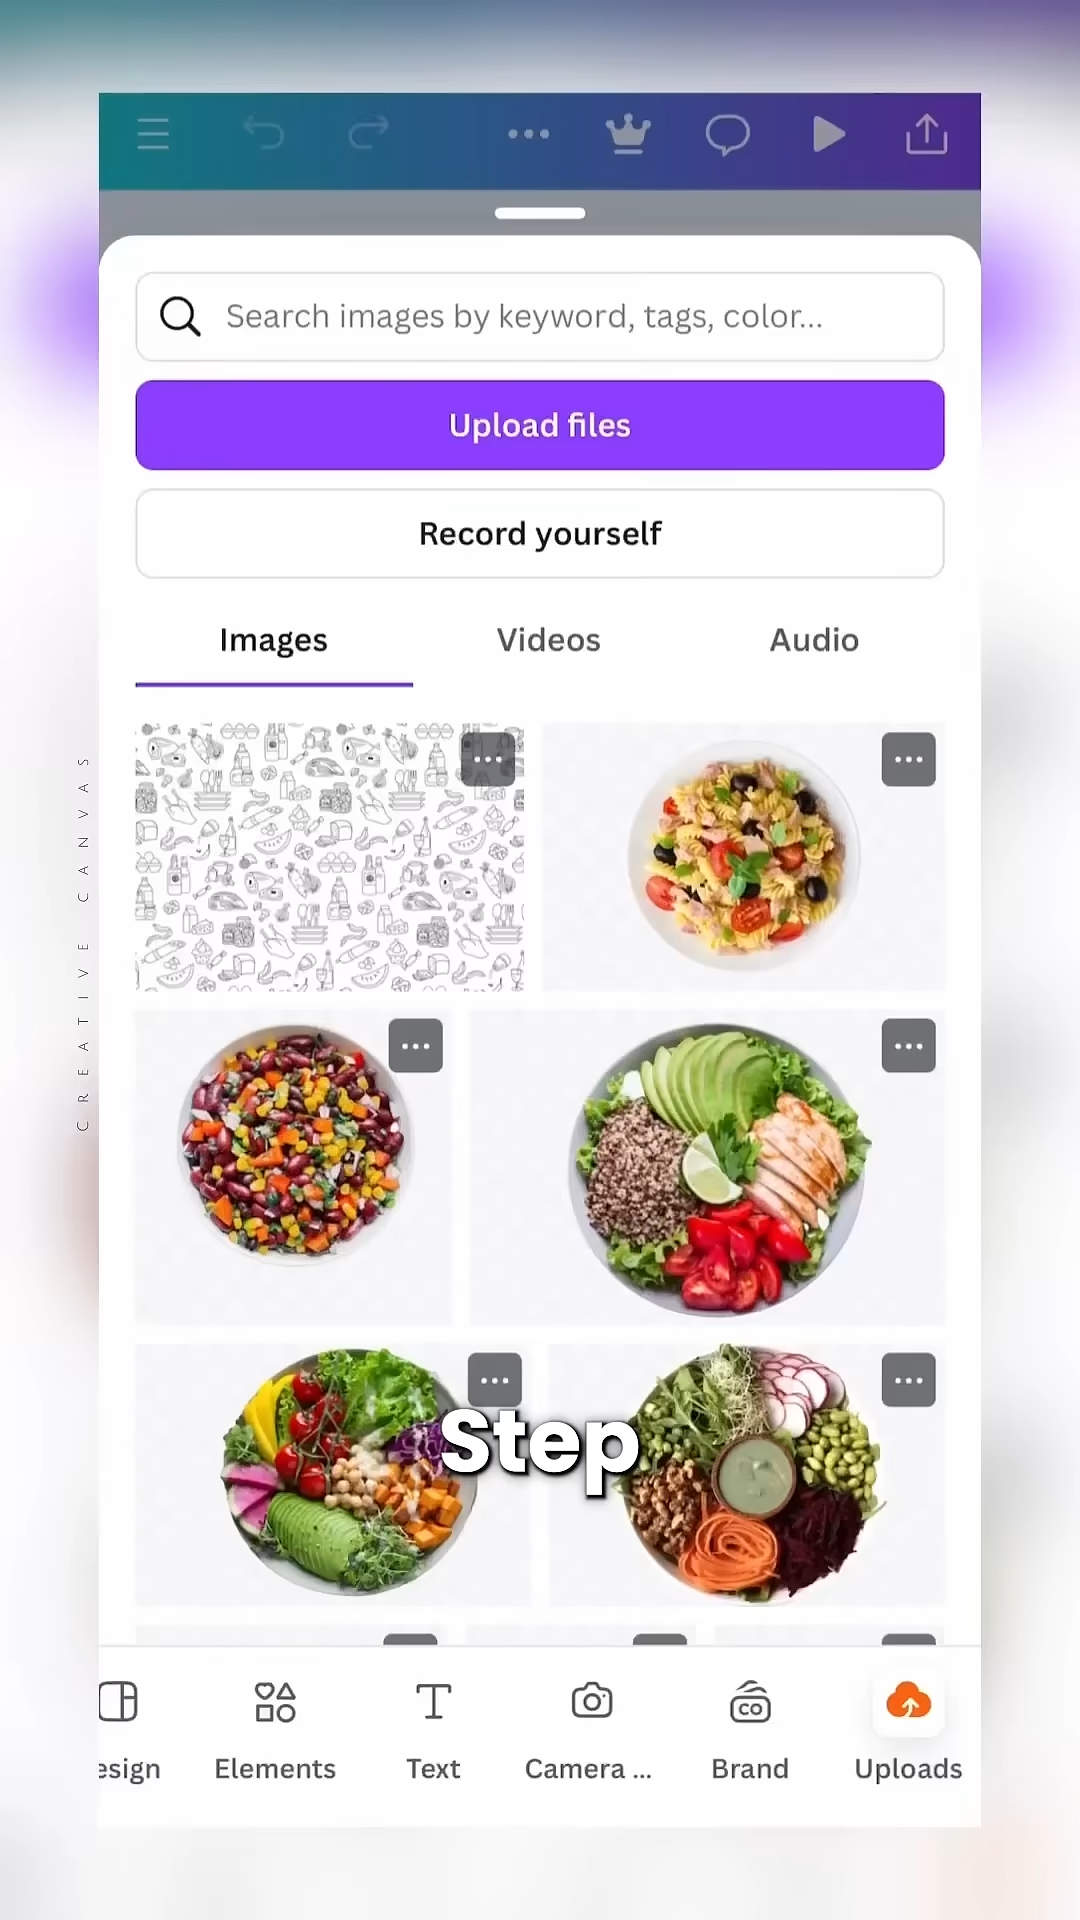 Search images by keyword, tags, color...
Upload files
Record yourself
Images Videos Audio
CREATIVE CANVAS
Step
esign Elements Text Camera ... Brand Uploads
CO